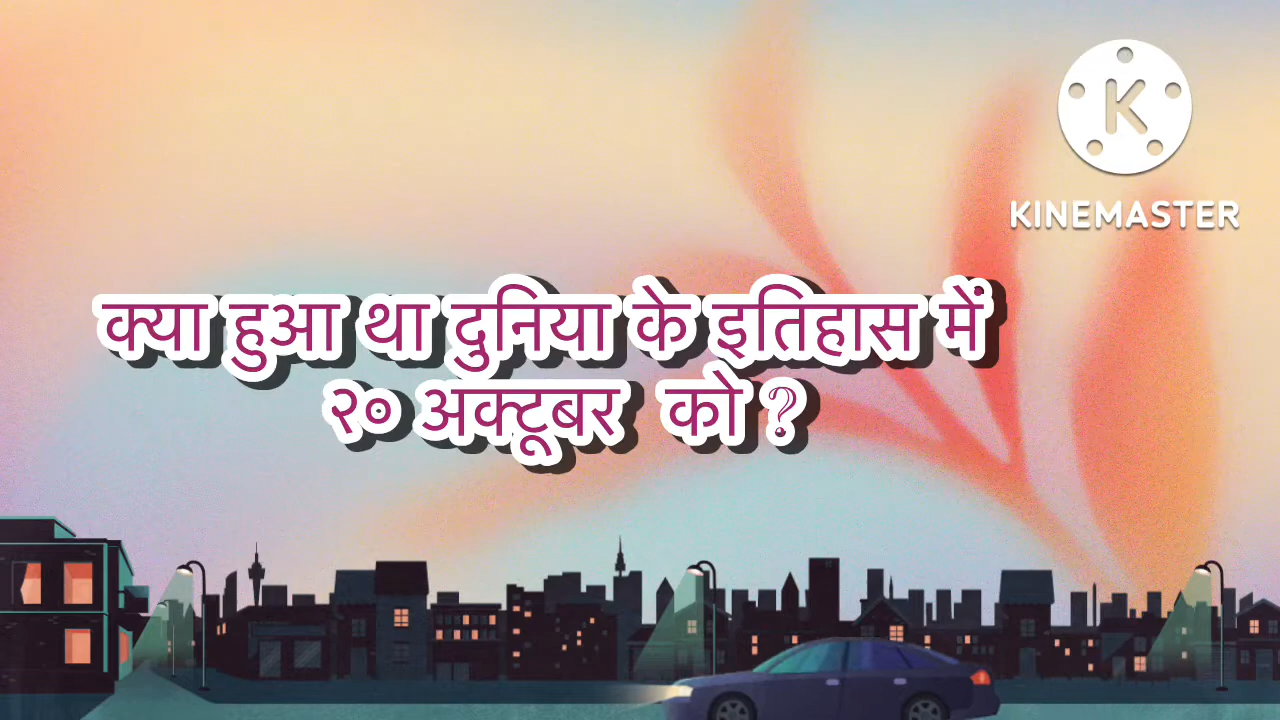 KINEMASTER
क्या हुआ था दुनिया के इतिहास में
२० अक्टूबर को ?